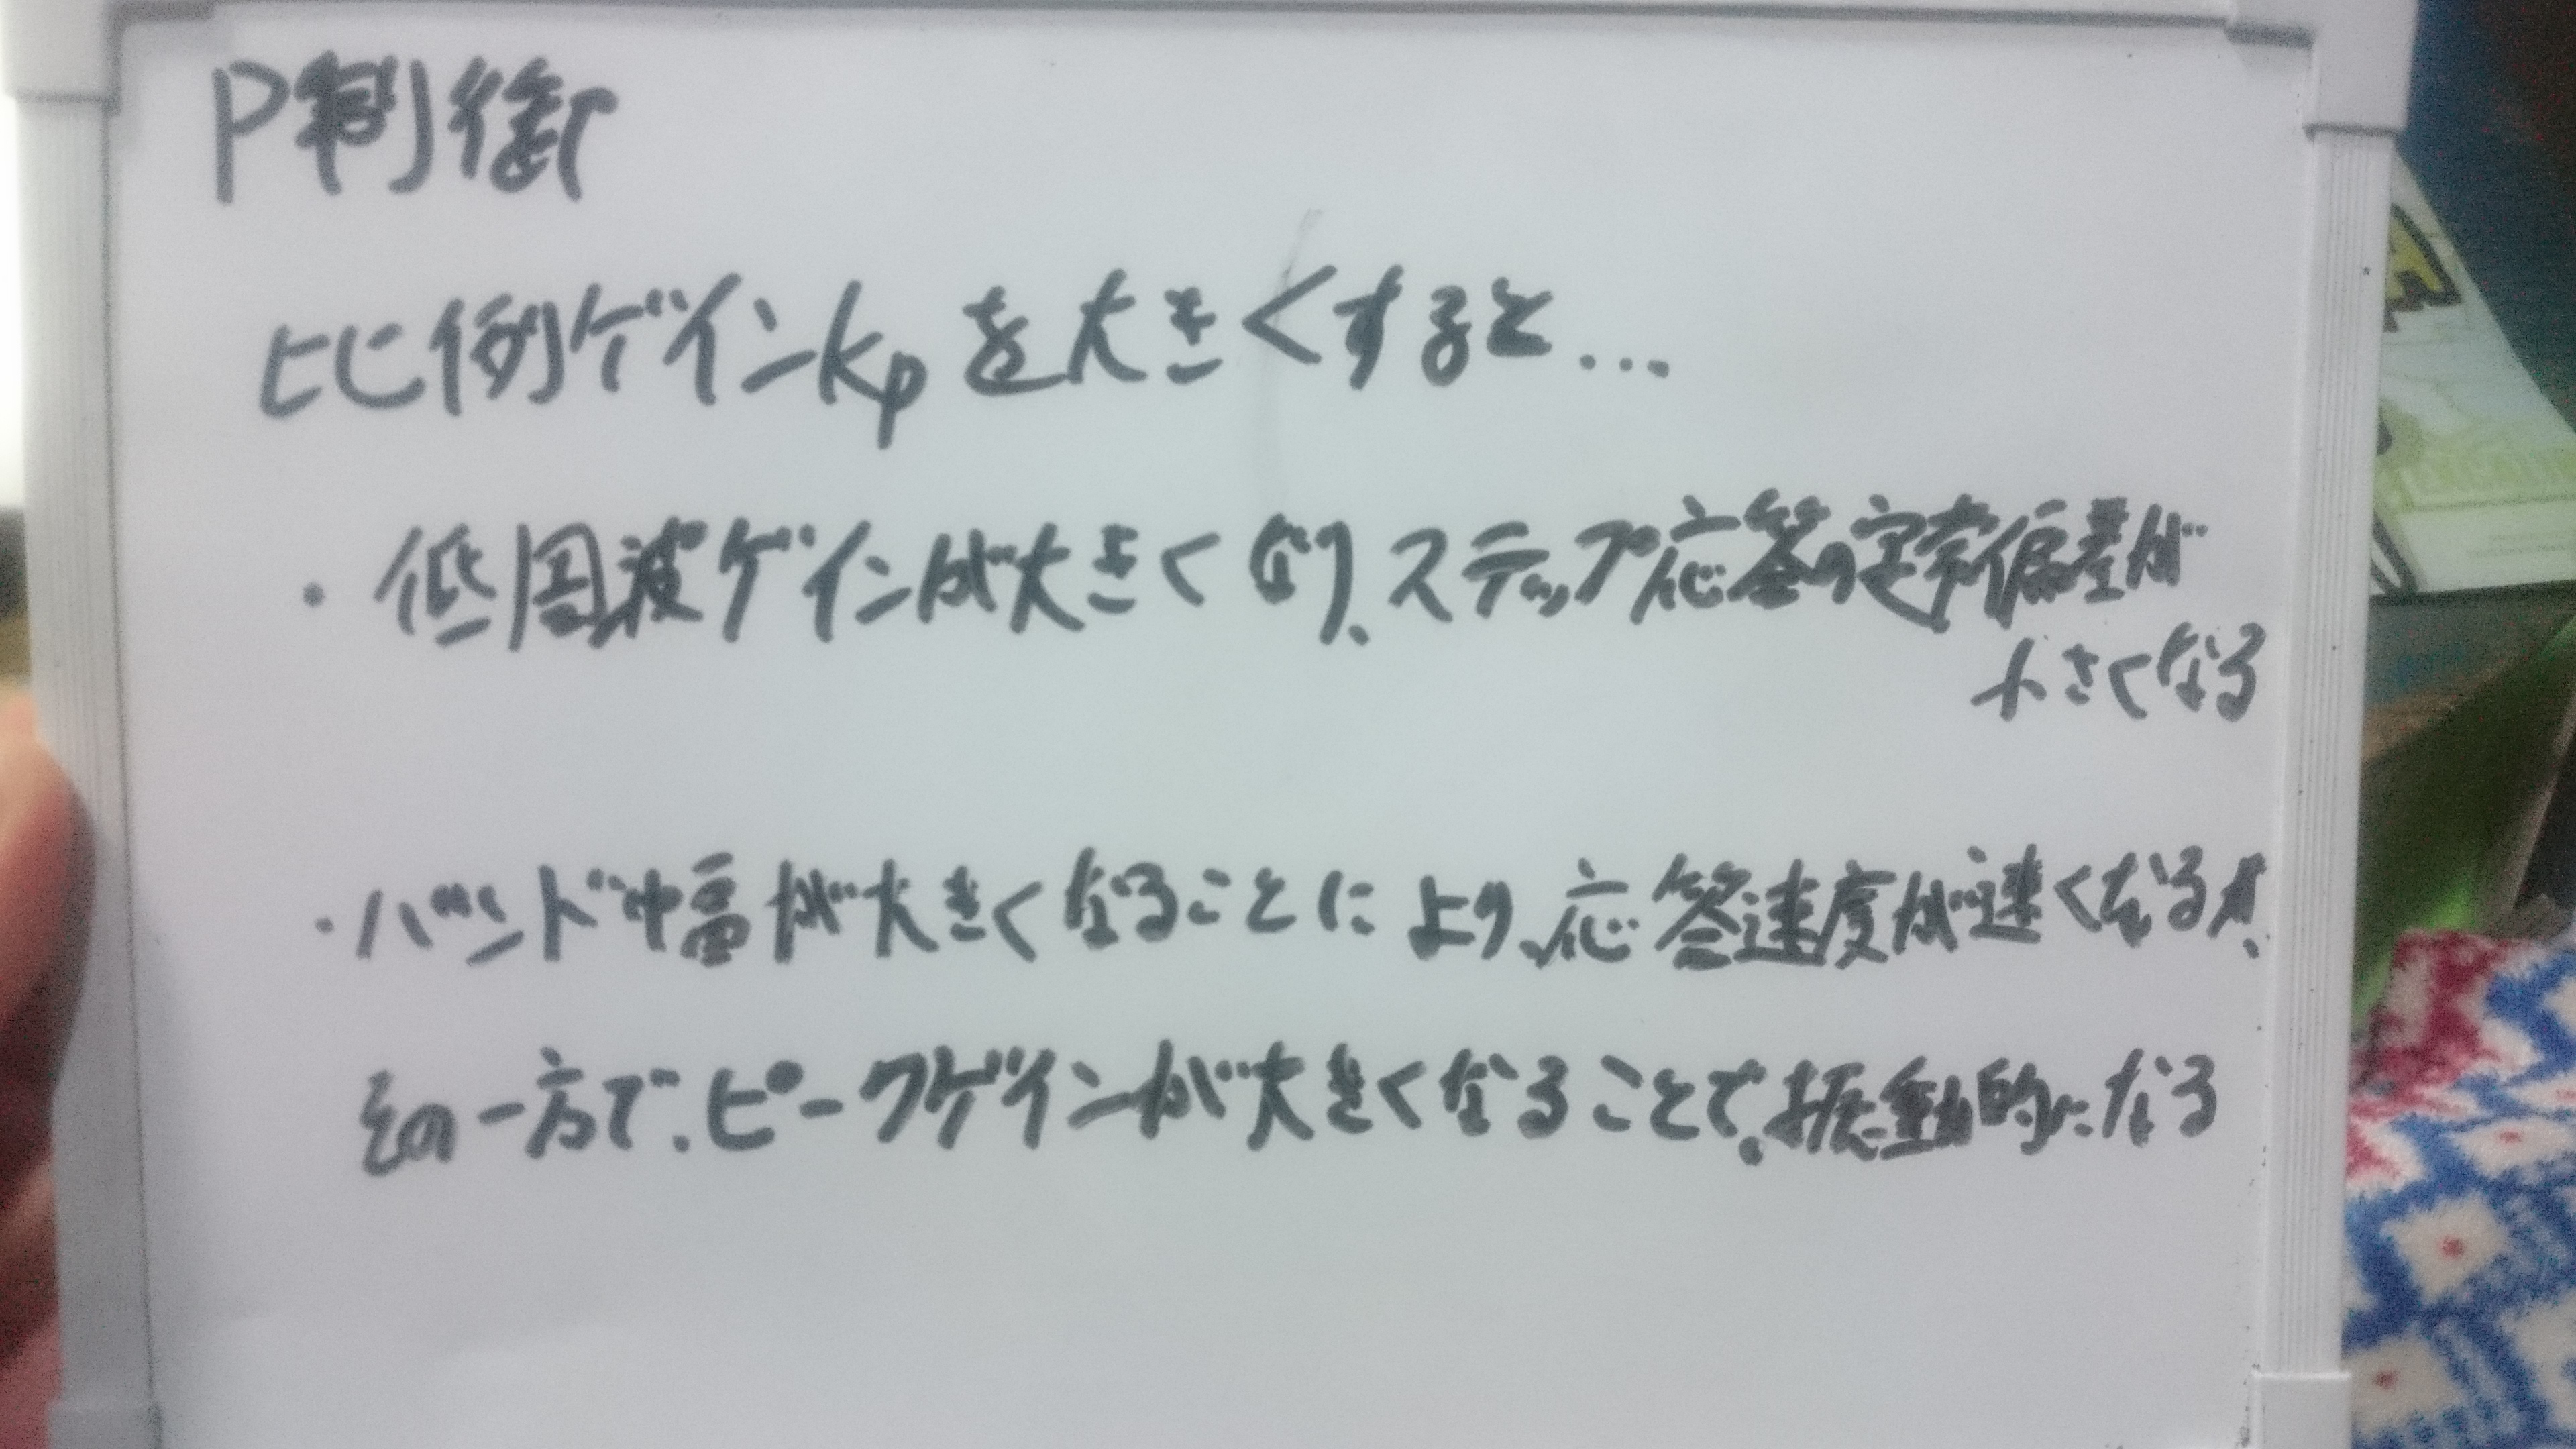 P制御
比例ゲインkpを大きくすると...
・低周波ゲインが大きくなり、ステップ応答の定常偏差が
小さくなる
・バンド幅が大きくなることにより、応答速度が速くなるが、
その一方で、ピークゲインが大きくなることで、振動的になる